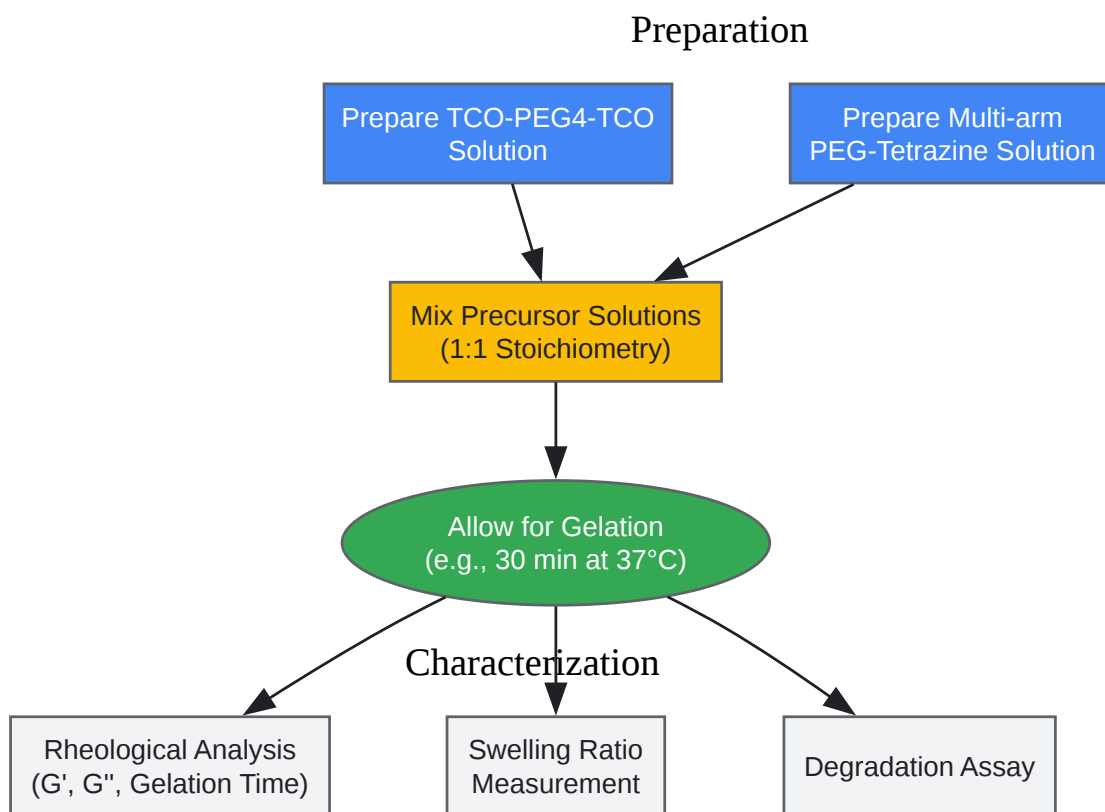 Preparation
Prepare TCO-PEG4-TCO
Solution
Prepare Multi-arm
PEG-Tetrazine Solution
Mix Precursor Solutions
(1:1 Stoichiometry)
Allow for Gelation
(e.g., 30 min at 37°C)
Characterization
Rheological Analysis
(G', G'', Gelation Time)
Swelling Ratio
Measurement
Degradation Assay